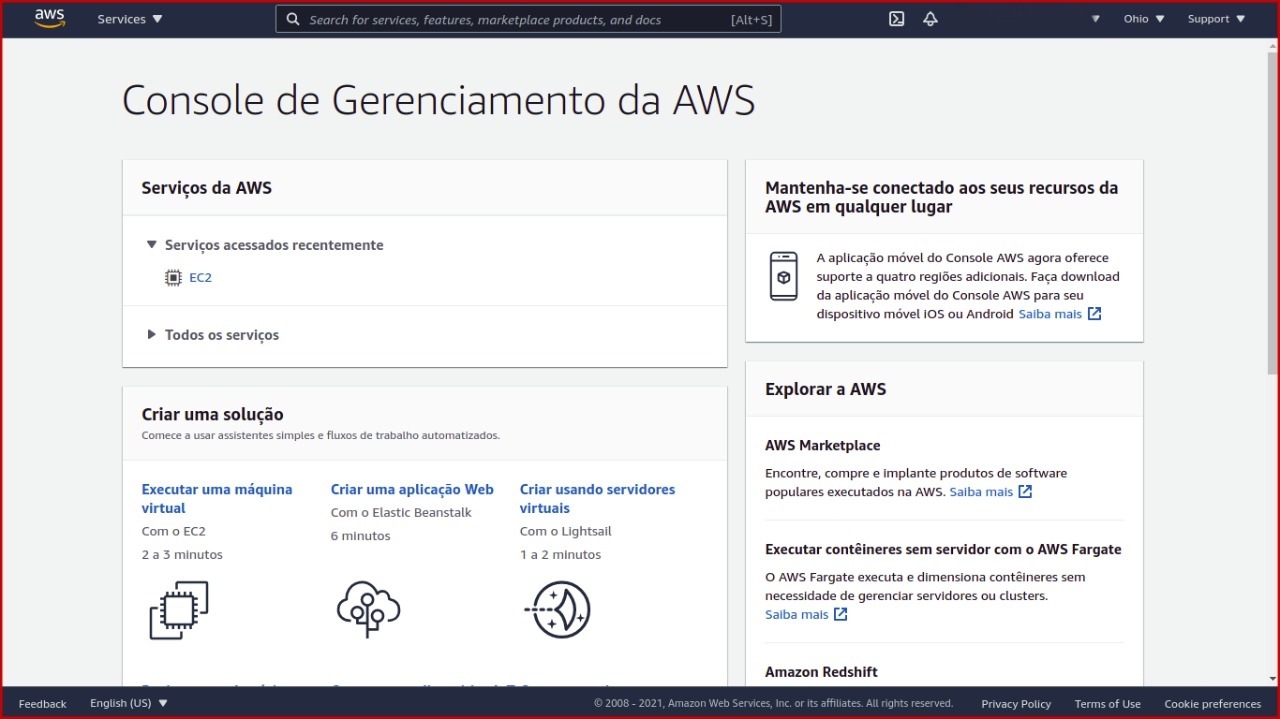 aws
Services
Search for services, features, marketplace products, and docs
[Alt+S]
Ohio
Support
Console de Gerenciamento da AWS
Serviços da AWS
Serviços acessados recentemente
EC2
Todos os serviços
Criar uma solução
Comece a usar assistentes simples e fluxos de trabalho automatizados.
Executar uma máquina
virtual
Com o EC2
2 a 3 minutos
Criar uma aplicação Web
Com o Elastic Beanstalk
6 minutos
Criar usando servidores
virtuais
Com o Lightsail
1 a 2 minutos
Mantenha-se conectado aos seus recursos da
AWS em qualquer lugar
A aplicação móvel do Console AWS agora oferece
suporte a quatro regiões adicionais. Faça download
da aplicação móvel do Console AWS para seu
dispositivo móvel iOS ou Android Saiba mais
Explorar a AWS
AWS Marketplace
Encontre, compre e implante produtos de software
populares executados na AWS. Saiba mais
Executar contêineres sem servidor com o AWS Fargate
O AWS Fargate executa e dimensiona contêineres sem
necessidade de gerenciar servidores ou clusters.
Saiba mais
Amazon Redshift
Feedback
English (US)
© 2008 - 2021, Amazon Web Services, Inc. or its affiliates. All rights reserved.
Privacy Policy
Terms of Use
Cookie preferences